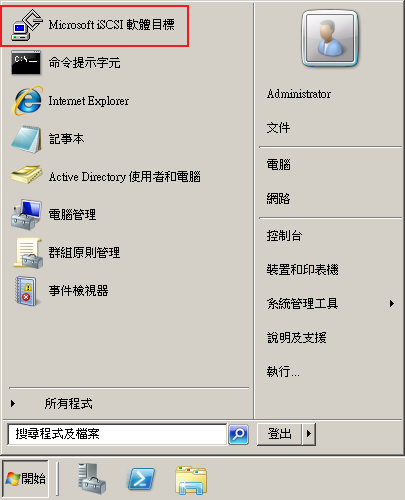 Microsoft iSCSI 軟體目標
命令提示字元
Internet Explorer
記事本
Active Directory 使用者和電腦
電腦管理
群組原則管理
事件檢視器
所有程式
搜尋程式及檔案
Administrator
文件
電腦
網路
控制台
裝置和印表機
系統管理工具
說明及支援
執行...
登出
開始